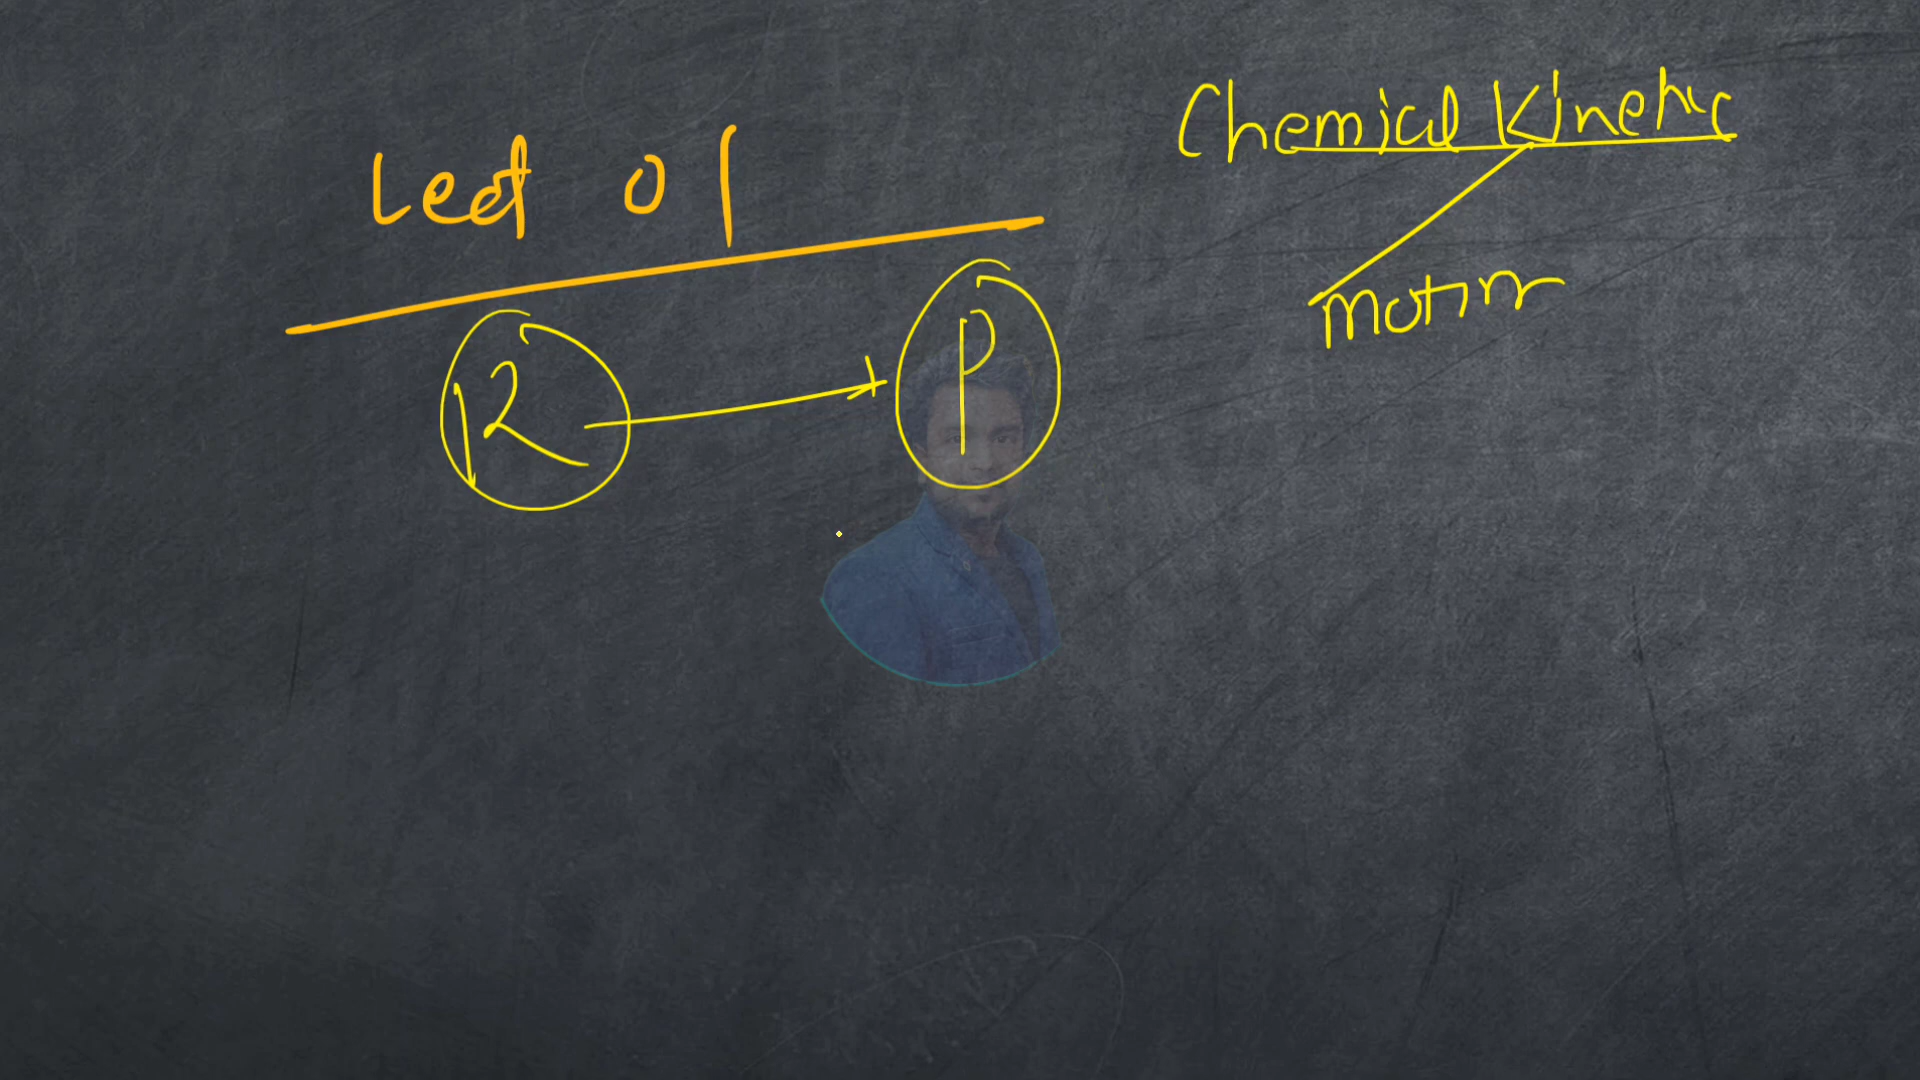 Lect 01
Chemical Kinetic
motion
R → P